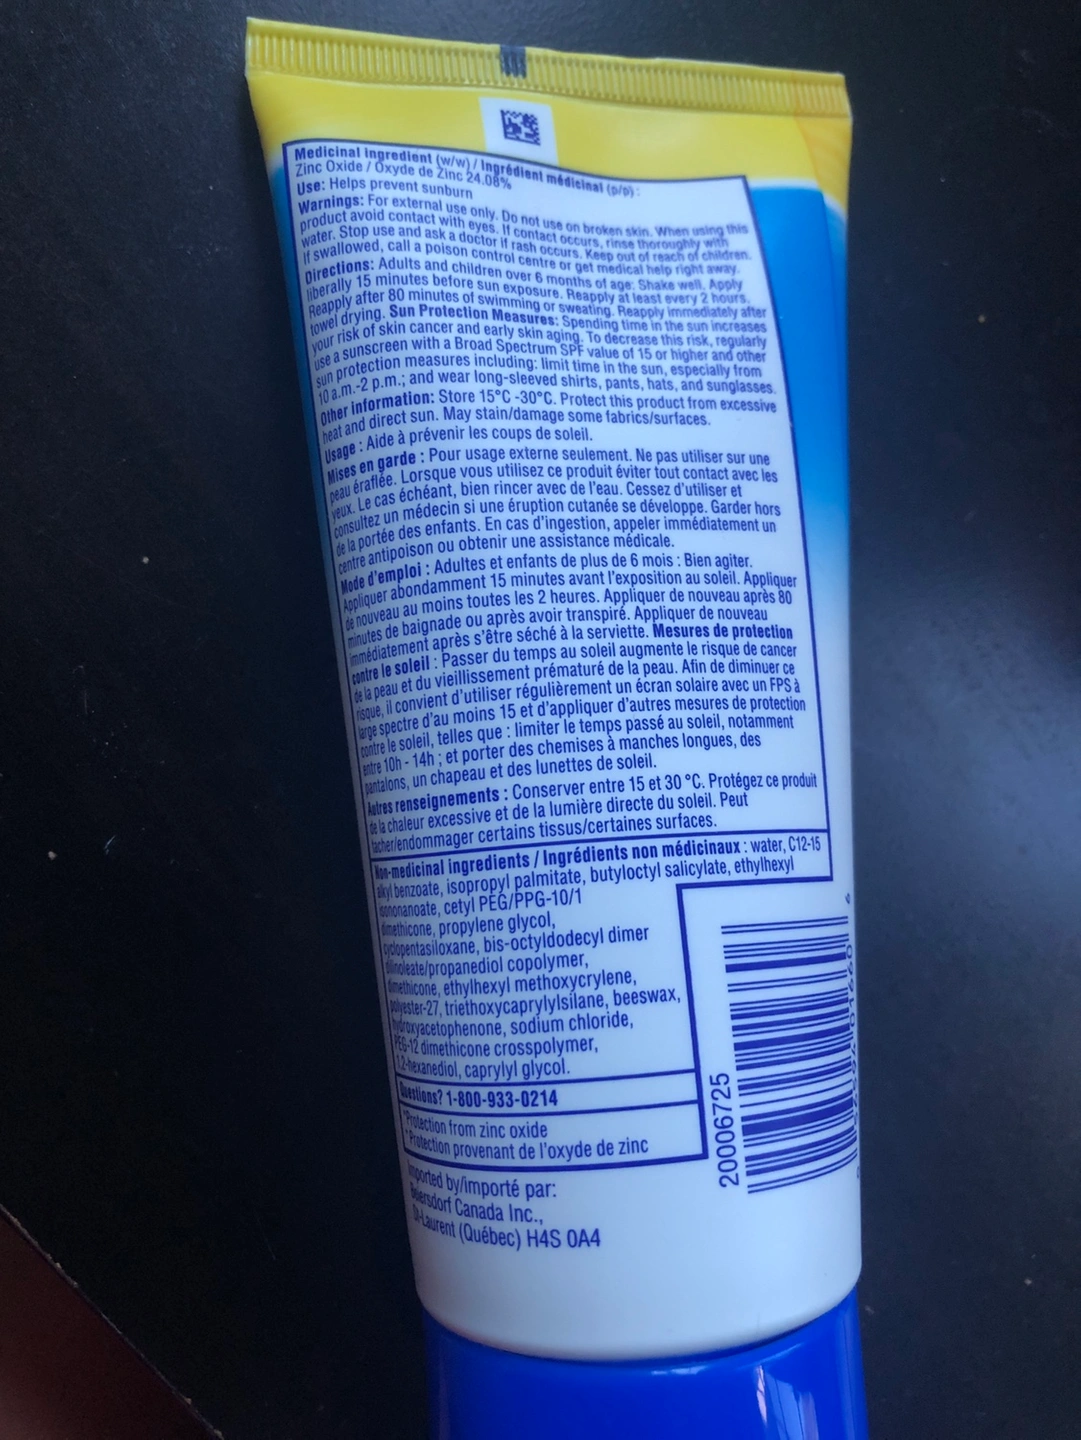 Medicinal ingredient (w/w) / Ingrédient médicinal (p/p) :
Zinc Oxide / Oxyde de Zinc 24.08%
Use: Helps prevent sunburn
Warnings: For external use only. Do not use on broken skin. When using this
product avoid contact with eyes. If contact occurs, rinse thoroughly with
water. Stop use and ask a doctor if rash occurs. Keep out of reach of children.
If swallowed, call a poison control centre or get medical help right away.
Directions: Adults and children over 6 months of age: Shake well. Apply
liberally 15 minutes before sun exposure. Reapply at least every 2 hours.
Reapply after 80 minutes of swimming or sweating. Reapply immediately after
towel drying. Sun Protection Measures: Spending time in the sun increases
your risk of skin cancer and early skin aging. To decrease this risk, regularly
use a sunscreen with a Broad Spectrum SPF value of 15 or higher and other
sun protection measures including: limit time in the sun, especially from
10 a.m.-2 p.m.; and wear long-sleeved shirts, pants, hats, and sunglasses.
Other Information: Store 15°C -30°C. Protect this product from excessive
heat and direct sun. May stain/damage some fabrics/surfaces.
Usage : Aide à prévenir les coups de soleil.
Mises en garde : Pour usage externe seulement. Ne pas utiliser sur une
peau éraflée. Lorsque vous utilisez ce produit éviter tout contact avec les
yeux. Le cas échéant, bien rincer avec de l'eau. Cessez d'utiliser et
consultez un médecin si une éruption cutanée se développe. Garder hors
de la portée des enfants. En cas d'ingestion, appeler immédiatement un
centre antipoison ou obtenir une assistance médicale.
Mode d'emploi : Adultes et enfants de plus de 6 mois : Bien agiter.
Appliquer abondamment 15 minutes avant l'exposition au soleil. Appliquer
de nouveau au moins toutes les 2 heures. Appliquer de nouveau après 80
minutes de baignade ou après avoir transpiré. Appliquer de nouveau
immédiatement après s'être séché à la serviette. Mesures de protection
contre le soleil : Passer du temps au soleil augmente le risque de cancer
de la peau et du vieillissement prématuré de la peau. Afin de diminuer ce
risque, il convient d'utiliser régulièrement un écran solaire avec un FPS à
large spectre d'au moins 15 et d'appliquer d'autres mesures de protection
contre le soleil, telles que : limiter le temps passé au soleil, notamment
entre 10h - 14h ; et porter des chemises à manches longues, des
pantalons, un chapeau et des lunettes de soleil.
Autres renseignements : Conserver entre 15 et 30 °C. Protégez ce produit
de la chaleur excessive et de la lumière directe du soleil. Peut
tacher/endommager certains tissus/certaines surfaces.
Non-medicinal ingredients / Ingrédients non médicinaux : water, C12-15
alkyl benzoate, isopropyl palmitate, butyloctyl salicylate, ethylhexyl
isononanoate, cetyl PEG/PPG-10/1
dimethicone, propylene glycol,
cyclopentasiloxane, bis-octyldodecyl dimer
dilinoleate/propanediol copolymer,
dimethicone, ethylhexyl methoxycrylene,
polyester-27, triethoxycaprylylsilane, beeswax,
hydroxyacetophenone, sodium chloride,
PEG-12 dimethicone crosspolymer,
1,2-hexanediol, caprylyl glycol.
Questions? 1-800-933-0214
*Protection from zinc oxide
*Protection provenant de l'oxyde de zinc
Imported by/importé par:
Beiersdorf Canada Inc.,
St-Laurent (Québec) H4S 0A4
20006725